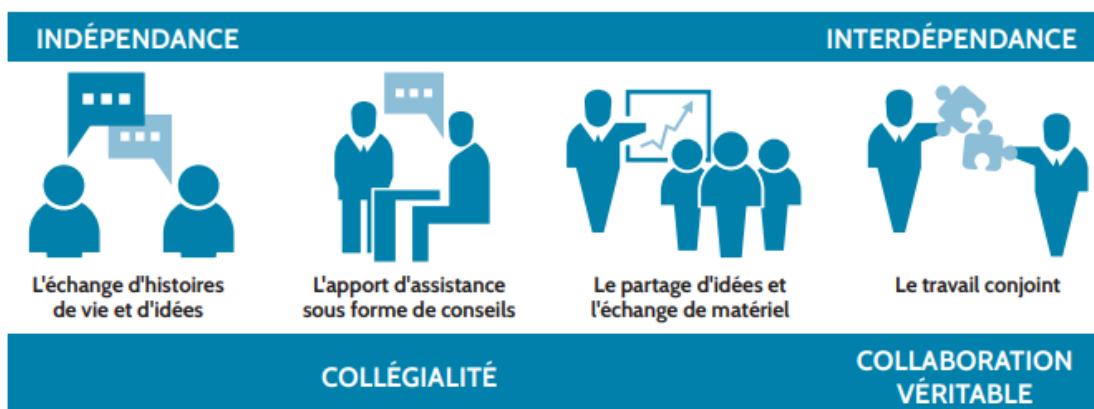 INDÉPENDANCE
INTERDÉPENDANCE
L'échange d'histoires
de vie et d'idées
L'apport d'assistance
sous forme de conseils
Le partage d'idées et
l'échange de matériel
Le travail conjoint
COLLÉGIALITÉ
COLLABORATION
VÉRITABLE